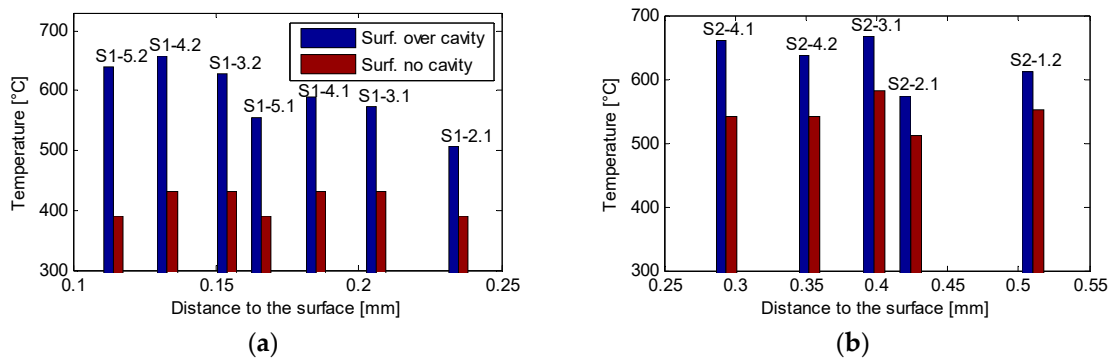 700
600
500
400
300
Temperature [°C]
S1-5.2
S1-4.2
S1-3.2
S1-5.1
S1-4.1
S1-3.1
S1-2.1
Surf. over cavity
Surf. no cavity
0.1
0.15
0.2
0.25
Distance to the surface [mm]
(a)
700
600
500
400
300
Temperature [°C]
S2-4.1
S2-4.2
S2-3.1
S2-2.1
S2-1.2
0.25
0.3
0.35
0.4
0.45
0.5
0.55
Distance to the surface [mm]
(b)